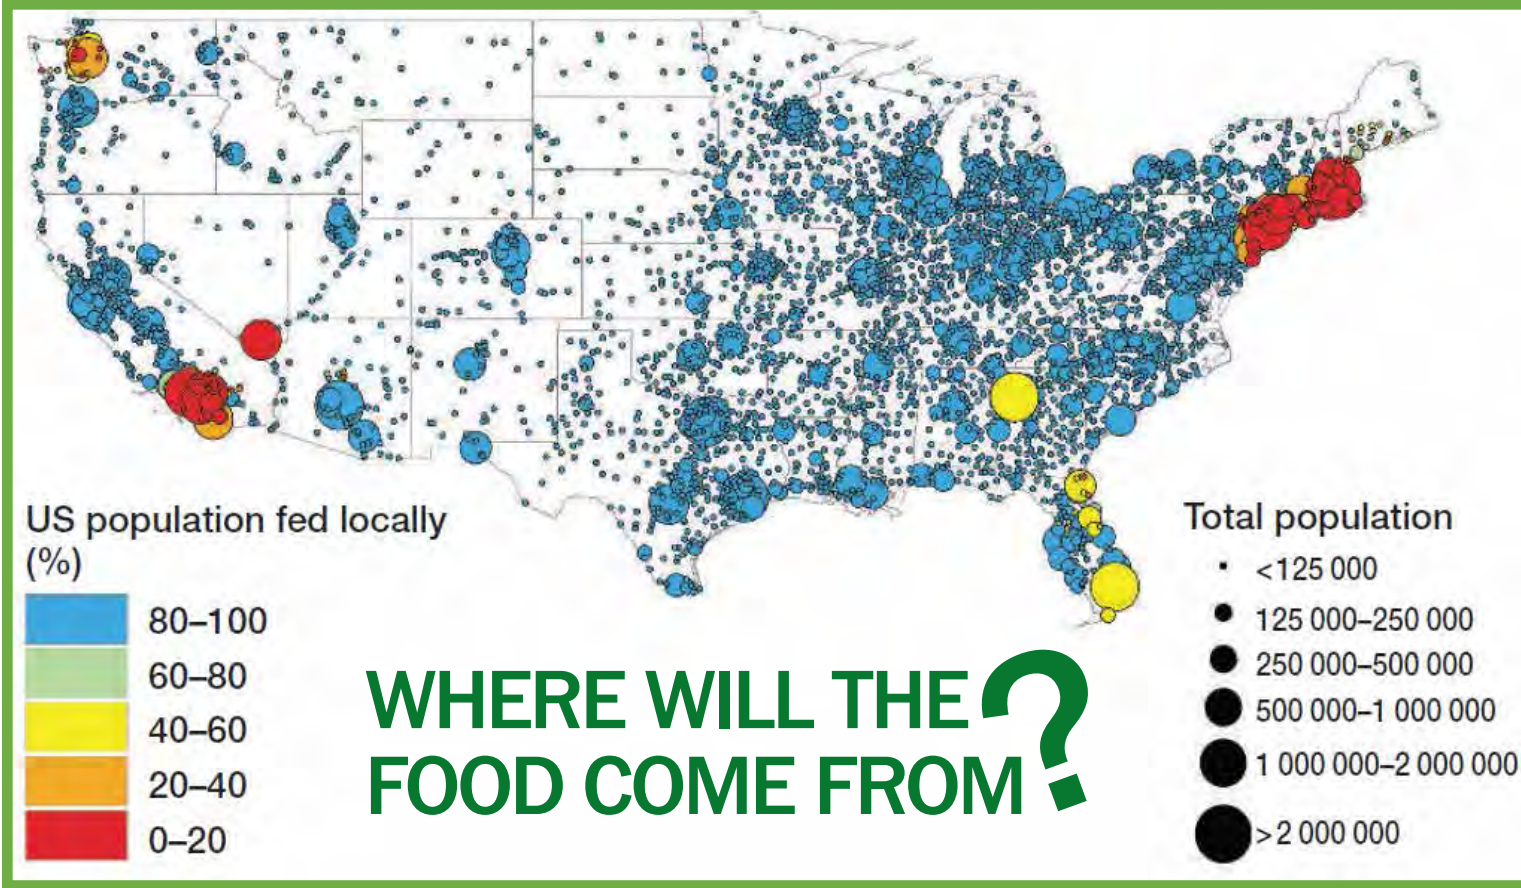 US population fed locally
(%)
80–100
60–80
40–60
20–40
0–20
WHERE WILL THE
FOOD COME FROM?
Total population
<125 000
125 000–250 000
250 000–500 000
500 000–1 000 000
1 000 000–2 000 000
>2 000 000